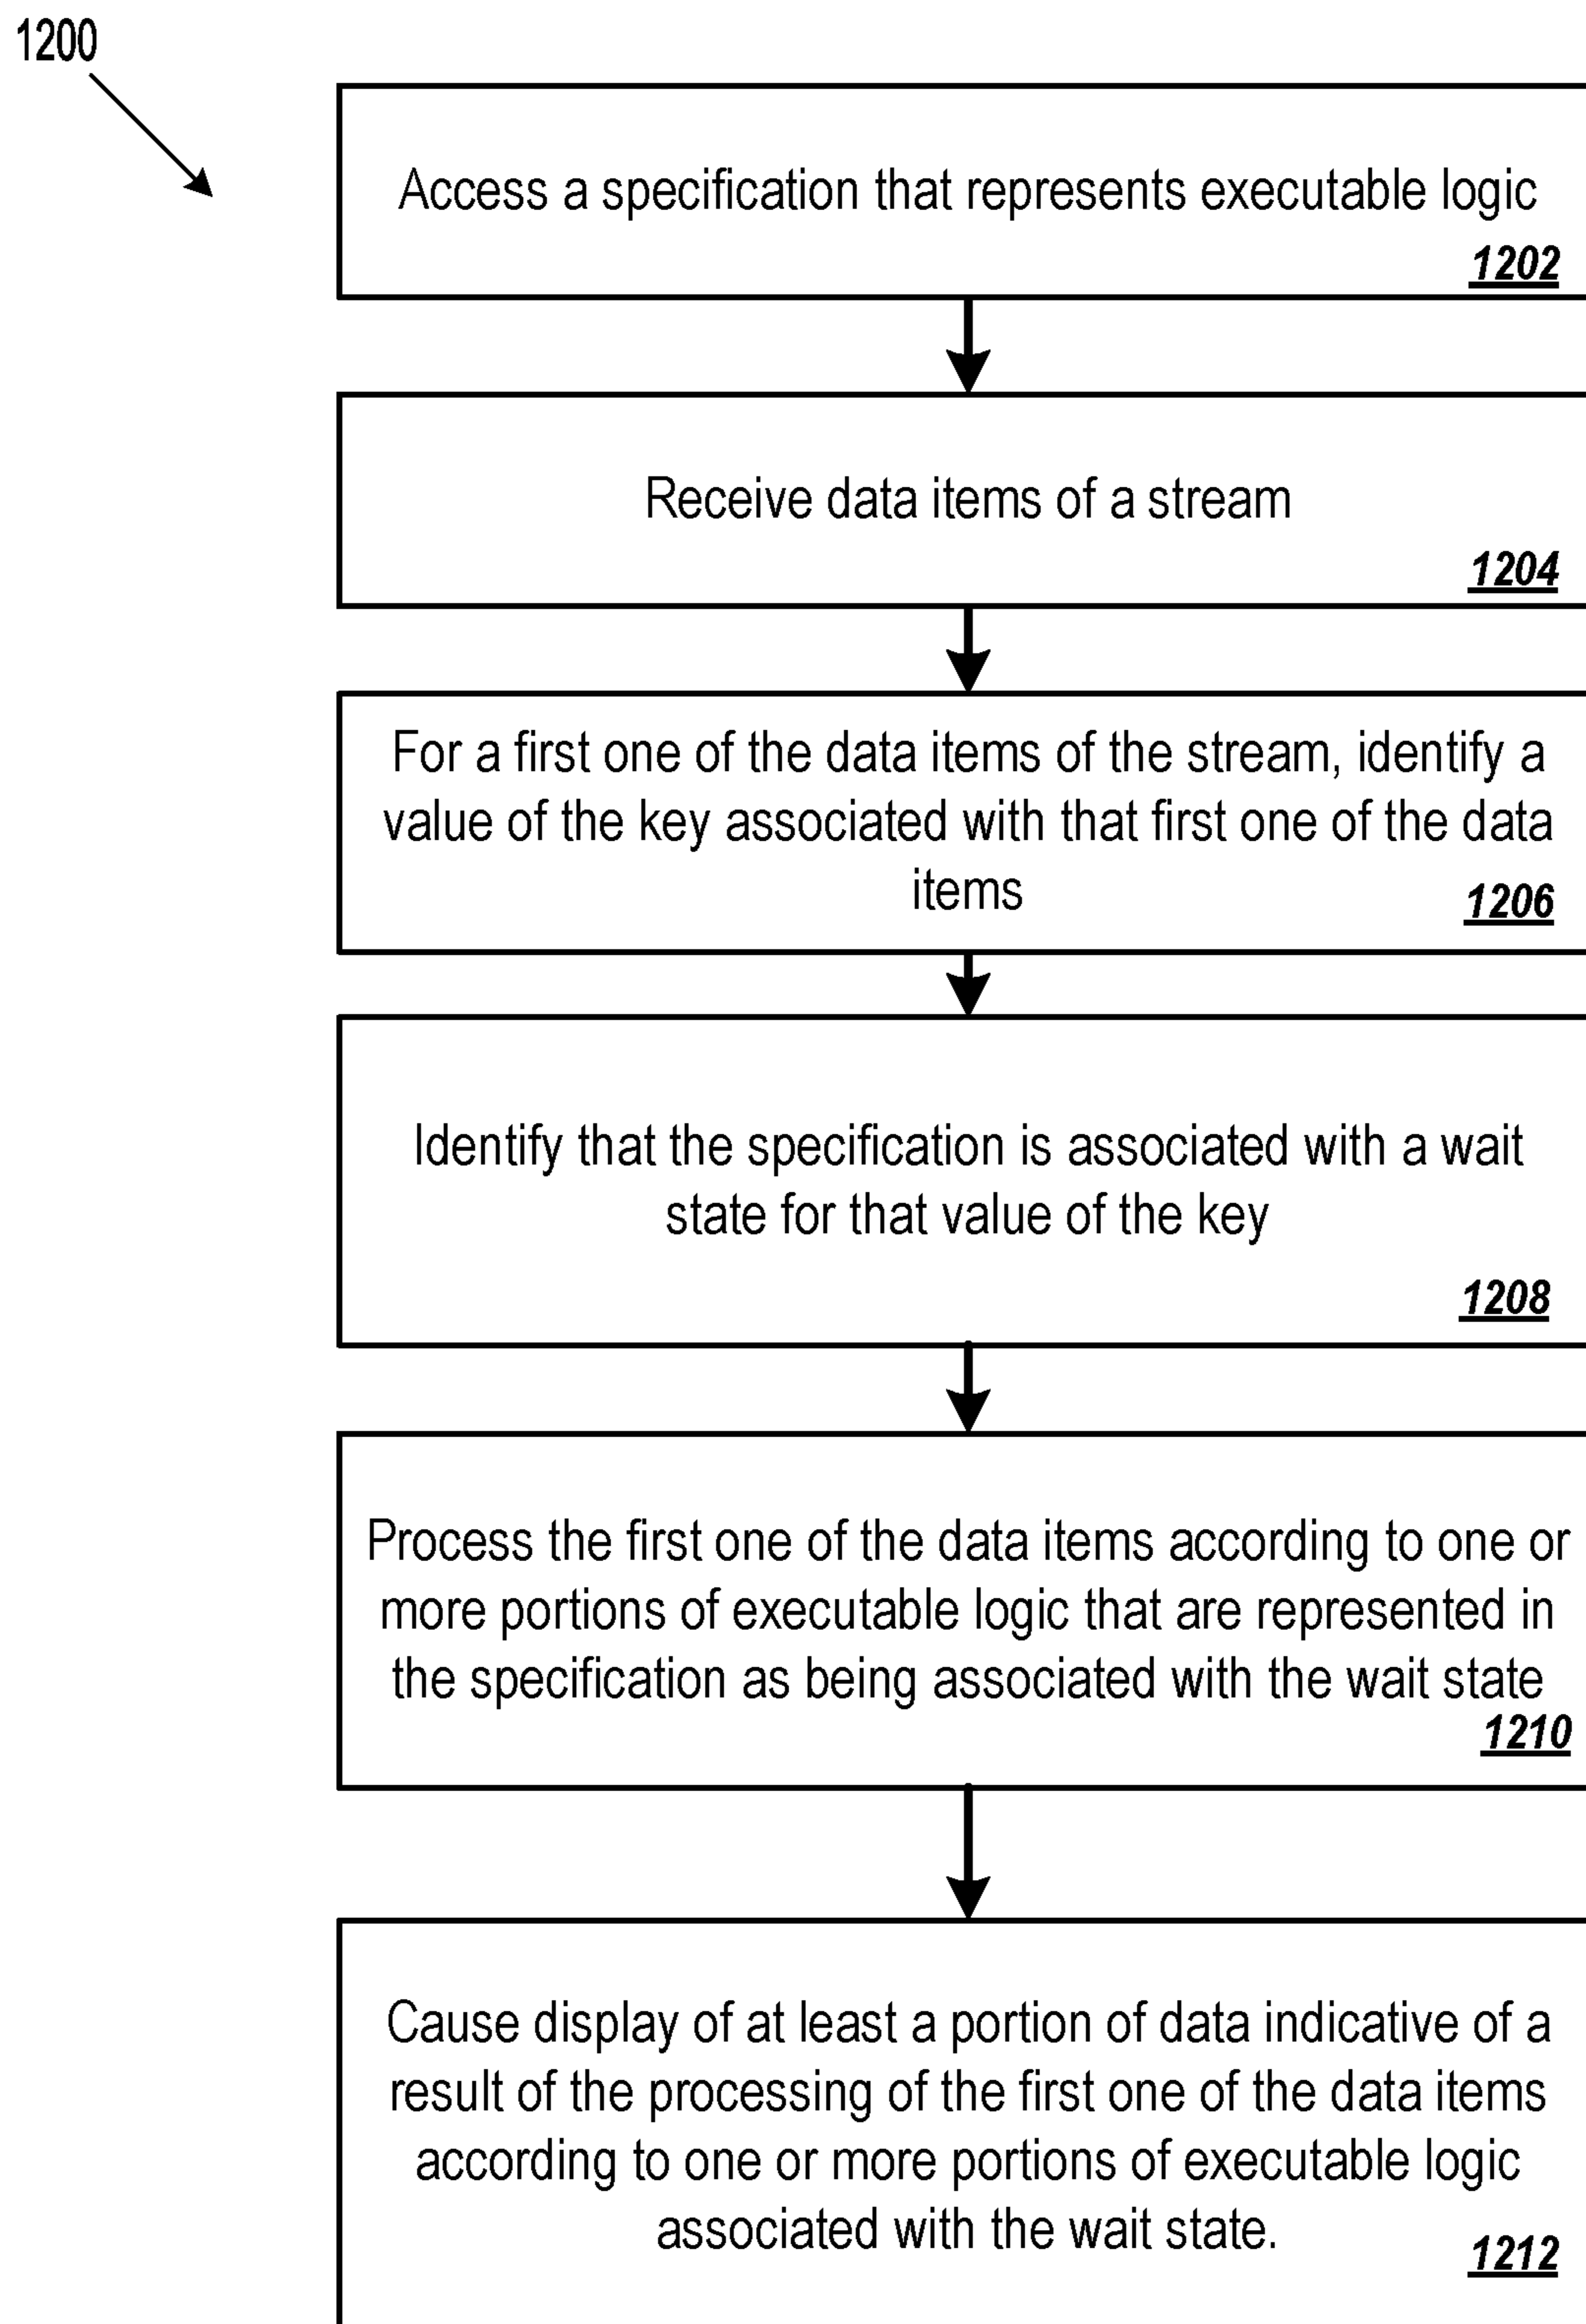 1200
Access a specification that represents executable logic
1202
Receive data items of a stream
1204
For a first one of the data items of the stream, identify a
value of the key associated with that first one of the data
items
1206
Identify that the specification is associated with a wait
state for that value of the key
1208
Process the first one of the data items according to one or
more portions of executable logic that are represented in
the specification as being associated with the wait state
1210
Cause display of at least a portion of data indicative of a
result of the processing of the first one of the data items
according to one or more portions of executable logic
associated with the wait state.
1212